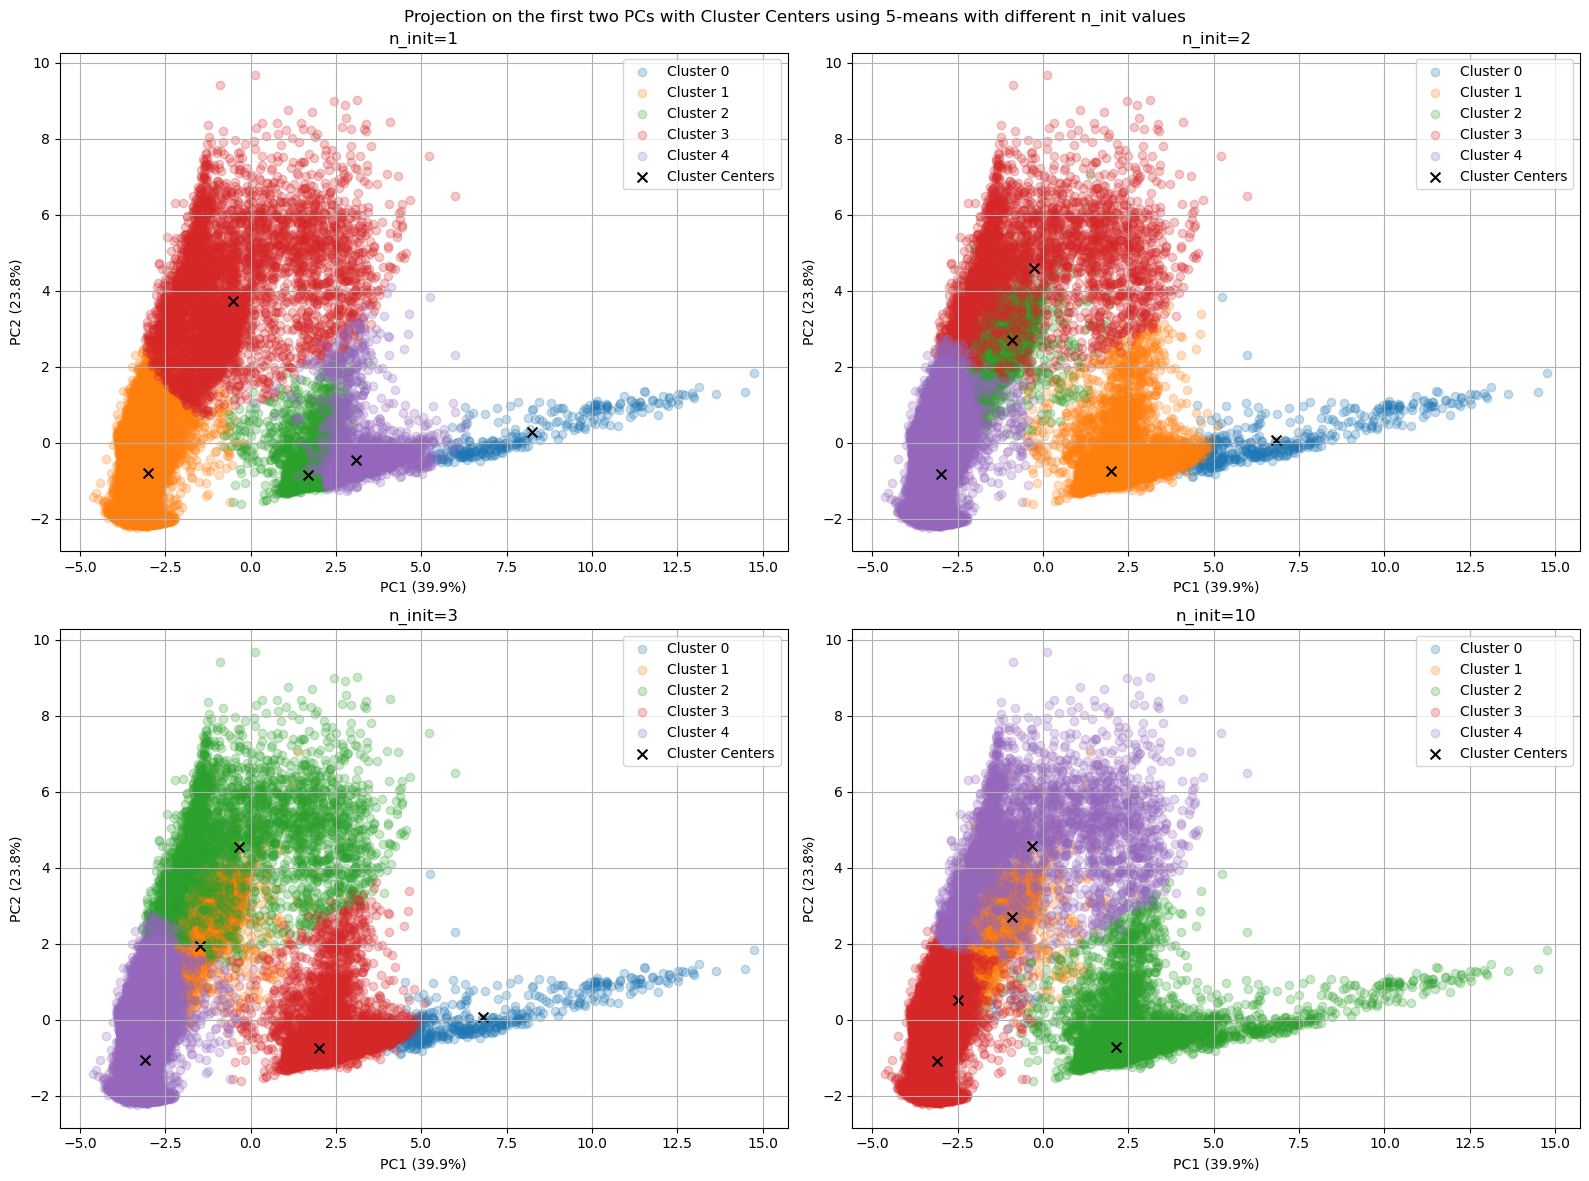 Projection on the first two PCs with Cluster Centers using 5-means with different n_init values
n_init=1
PC2 (23.8%)
10
8
6
4
2
0
−2
Cluster 0
Cluster 1
Cluster 2
Cluster 3
Cluster 4
Cluster Centers
−5.0 −2.5 0.0 2.5 5.0 7.5 10.0 12.5 15.0
PC1 (39.9%)
n_init=2
PC2 (23.8%)
10
8
6
4
2
0
−2
Cluster 0
Cluster 1
Cluster 2
Cluster 3
Cluster 4
Cluster Centers
−5.0 −2.5 0.0 2.5 5.0 7.5 10.0 12.5 15.0
PC1 (39.9%)
n_init=3
PC2 (23.8%)
10
8
6
4
2
0
−2
Cluster 0
Cluster 1
Cluster 2
Cluster 3
Cluster 4
Cluster Centers
−5.0 −2.5 0.0 2.5 5.0 7.5 10.0 12.5 15.0
PC1 (39.9%)
n_init=10
PC2 (23.8%)
10
8
6
4
2
0
−2
Cluster 0
Cluster 1
Cluster 2
Cluster 3
Cluster 4
Cluster Centers
−5.0 −2.5 0.0 2.5 5.0 7.5 10.0 12.5 15.0
PC1 (39.9%)